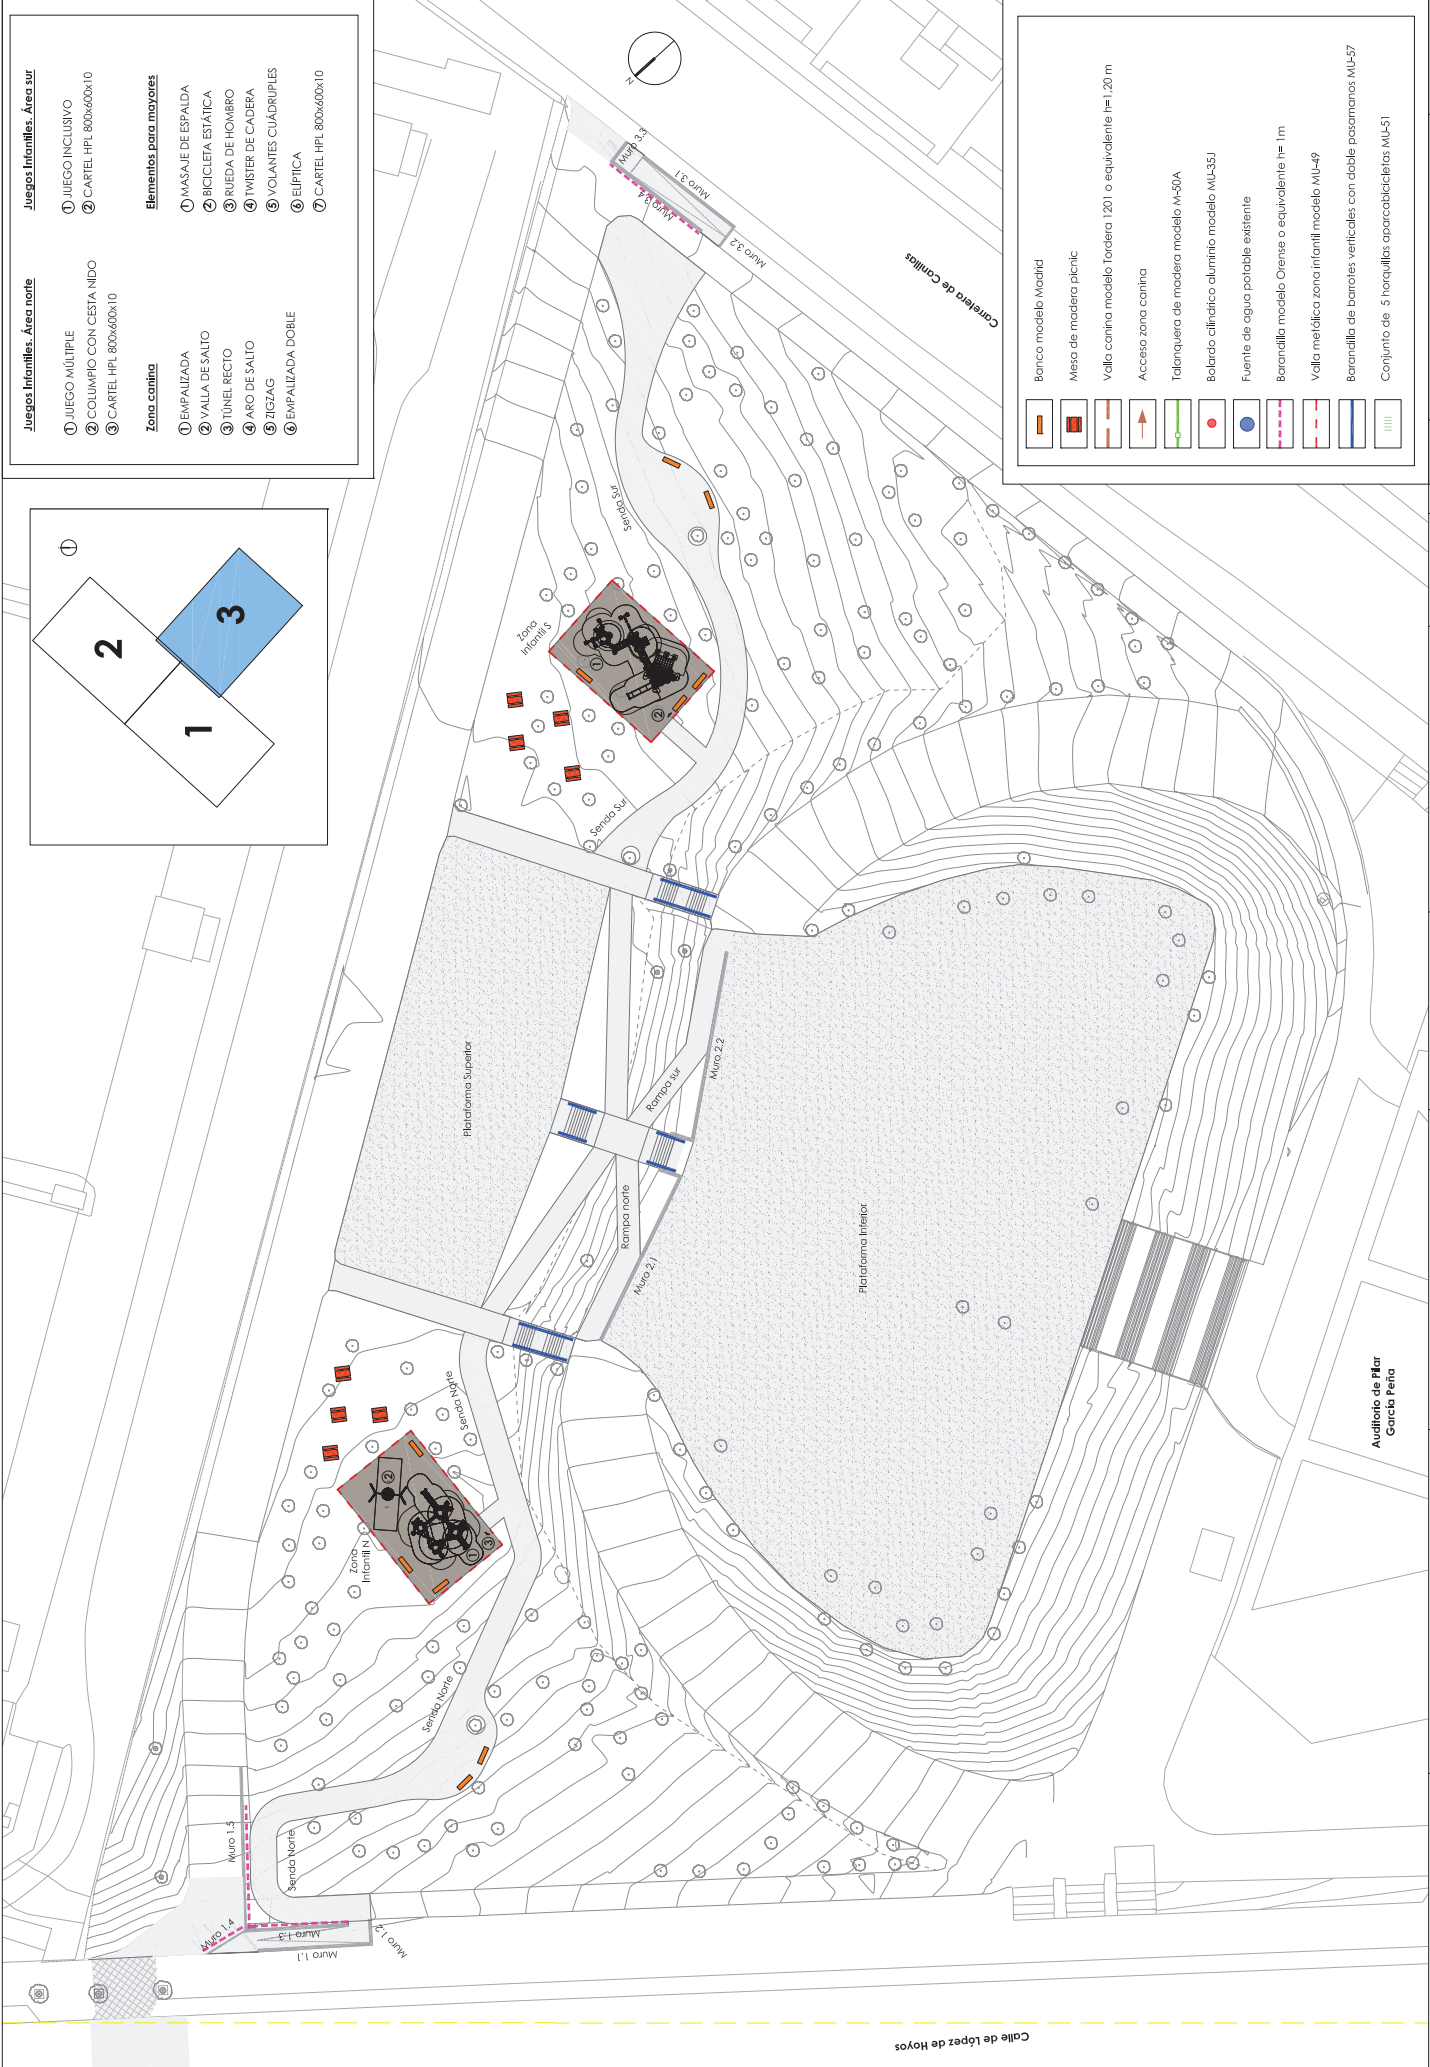 Juegos Infantiles. Área norte
① JUEGO MÚLTIPLE
② COLUMPIO CON CESTA NIDO
③ CARTEL HPL 800x600x10
Zona canina
① EMPALIZADA
② VALLA DE SALTO
③ TÚNEL RECTO
④ ARO DE SALTO
⑤ ZIGZAG
⑥ EMPALIZADA DOBLE
Juegos Infantiles. Área sur
① JUEGO INCLUSIVO
② CARTEL HPL 800x600x10
Elementos para mayores
① MASAJE DE ESPALDA
② BICICLETA ESTÁTICA
③ RUEDA DE HOMBRO
④ TWISTER DE CADERA
⑤ VOLANTES CUÁDRUPLES
⑥ ELÍPTICA
⑦ CARTEL HPL 800x600x10
1
2
3
N
Banco modelo Madrid
Mesa de madera picnic
Valla canina modelo Tordera 1201 o equivalente h=1,20 m
Acceso zona canina
Talanquera de madera modelo M-50A
Bolardo cilíndrico aluminio modelo MU-35J
Fuente de agua potable existente
Barandilla modelo Orense o equivalente h= 1m
Valla metálica zona infantil modelo MU-49
Barandilla de barrotes verticales con doble pasamanos MU-57
Conjunto de 5 horquillas aparcabicicletas MU-51
Muro 3.3
Muro 3.1
Muro 3.4
Muro 3.2
Carretera de Canillas
Senda Sur
Zona
Infantil S
①
②
Senda Sur
Plataforma Superior
Rampa sur
Muro 2.2
Rampa norte
Muro 2.1
Plataforma Inferior
Senda Norte
Zona
Infantil N
①
②
③
Senda Norte
Senda Norte
Muro 1.5
Muro 1.4
Muro 1.3
Muro 1.1
Muro 1.2
Auditorio de Pilar
García Peña
Calle de López de Hoyos